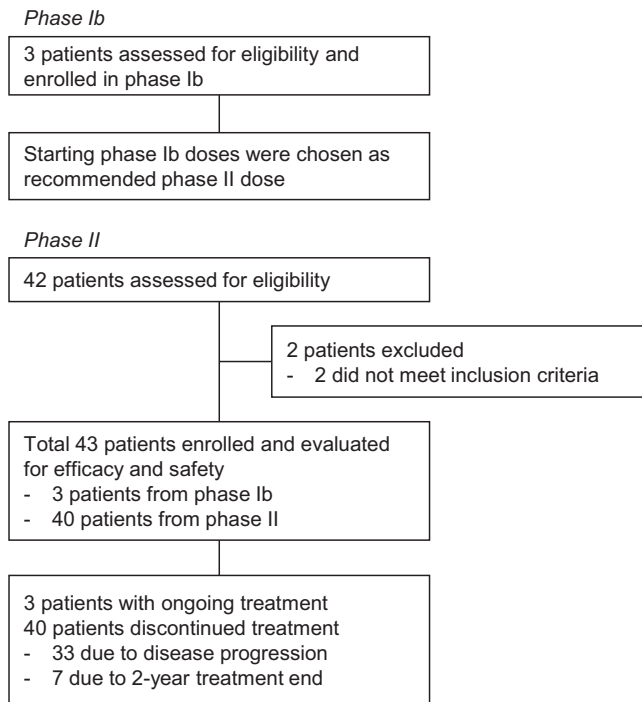 Phase Ib
3 patients assessed for eligibility and
enrolled in phase Ib
Starting phase Ib doses were chosen as
recommended phase II dose
Phase II
42 patients assessed for eligibility
2 patients excluded
- 2 did not meet inclusion criteria
Total 43 patients enrolled and evaluated
for efficacy and safety
- 3 patients from phase Ib
- 40 patients from phase II
3 patients with ongoing treatment
40 patients discontinued treatment
- 33 due to disease progression
- 7 due to 2-year treatment end